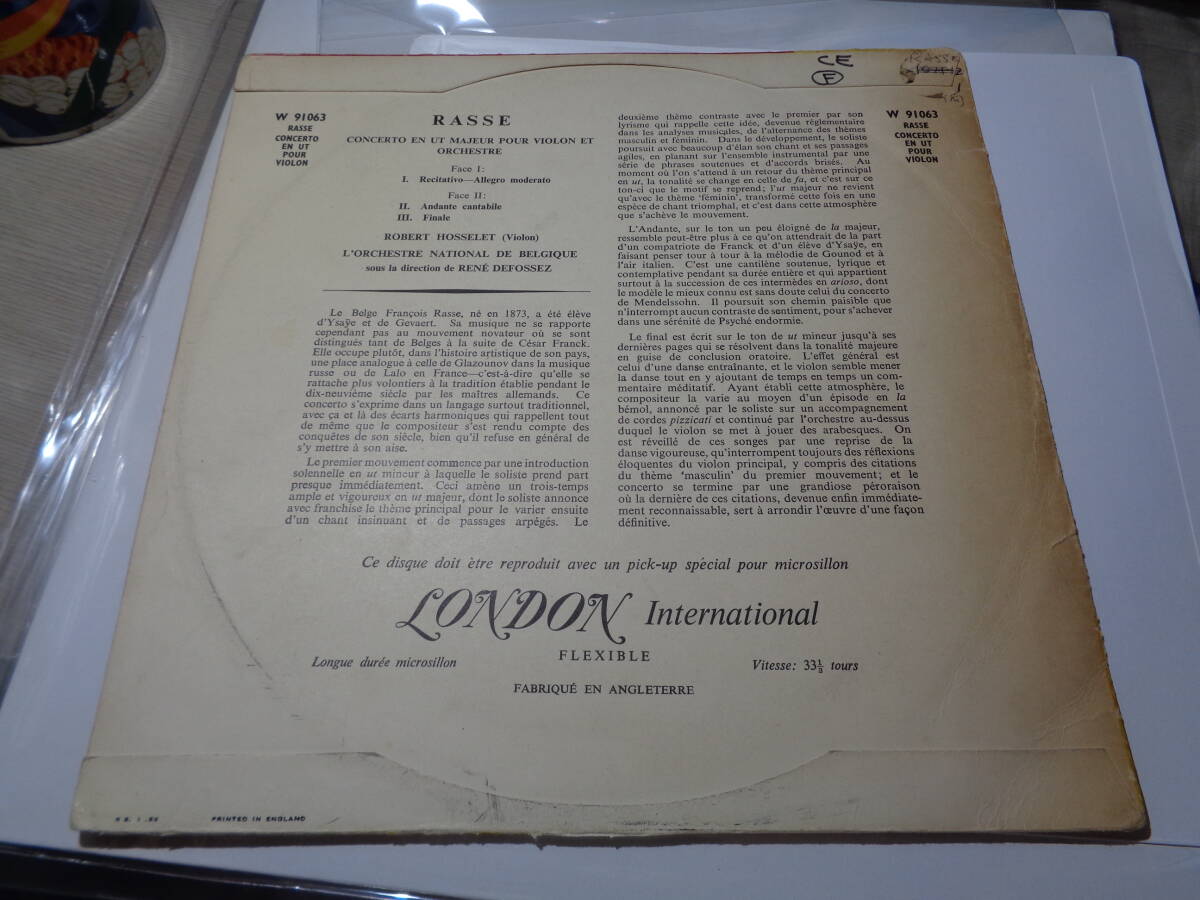 CE
F
RASSE
W 91063
RASSE
CONCERTO
EN UT
POUR
VIOLON
RASSE
CONCERTO EN UT MAJEUR POUR VIOLON ET
ORCHESTRE
Face I:
I. Recitativo—Allegro moderato
Face II:
II. Andante cantabile
III. Finale
ROBERT HOSSELET (Violon)
L'ORCHESTRE NATIONAL DE BELGIQUE
sous la direction de RENÉ DEFOSSEZ
Le Belge François Rasse, né en 1873, a été élève
d'Ysaÿe et de Gevaert. Sa musique ne se rapporte
cependant pas au mouvement novateur où se sont
distingués tant de Belges à la suite de César Franck.
Elle occupe plutôt, dans l'histoire artistique de son pays,
une place analogue à celle de Glazounov dans la musique
russe ou de Lalo en France—c'est-à-dire qu'elle se
rattache plus volontiers à la tradition établie pendant le
dix-neuvième siècle par les maîtres allemands. Ce
concerto s'exprime dans un langage surtout traditionnel,
avec ça et là des écarts harmoniques qui rappellent tout
de même que le compositeur s'est rendu compte des
conquêtes de son siècle, bien qu'il refuse en général de
s'y mettre à son aise.
Le premier mouvement commence par une introduction
solennelle en ut mineur à laquelle le soliste prend part
presque immédiatement. Ceci amène un trois-temps
ample et vigoureux en ut majeur, dont le soliste annonce
avec franchise le thème principal pour le varier ensuite
d'un chant insinuant et de passages arpégés. Le
deuxième thème contraste avec le premier par son
lyrisme qui rappelle cette idée, devenue réglementaire
dans les analyses musicales, de l'alternance des thèmes
masculin et féminin. Dans le développement, le soliste
poursuit avec beaucoup d'élan son chant et ses passages
agiles, en planant sur l'ensemble instrumental par une
série de phrases soutenues et d'accords brisés. Au
moment où l'on s'attend à un retour du thème principal
en ut, la tonalité se change en celle de fa, et c'est sur ce
ton-ci que le motif se reprend; l'ut majeur ne revient
qu'avec le thème 'féminin', transformé cette fois en une
espèce de chant triomphal, et c'est dans cette atmosphère
que s'achève le mouvement.
L'Andante, sur le ton un peu éloigné de la majeur,
ressemble peut-être plus à ce qu'on attendrait de la part
d'un compatriote de Franck et d'un élève d'Ysaÿe, en
faisant penser tour à tour à la mélodie de Gounod et à
l'air italien. C'est une cantilène soutenue, lyrique et
contemplative pendant sa durée entière et qui appartient
surtout à la succession de ces intermèdes en arioso, dont
le modèle le mieux connu est sans doute celui du concerto
de Mendelssohn. Il poursuit son chemin paisible que
n'interrompt aucun contraste de sentiment, pour s'achever
dans une sérénité de Psyché endormie.
Le final est écrit sur le ton de ut mineur jusqu'à ses
dernières pages qui se résolvent dans la tonalité majeure
en guise de conclusion oratoire. L'effet général est
celui d'une danse entraînante, et le violon semble mener
la danse tout en y ajoutant de temps en temps un com-
mentaire méditatif. Ayant établi cette atmosphère, le
compositeur la varie au moyen d'un épisode en la
bémol, annoncé par le soliste sur un accompagnement
de cordes pizzicati et continué par l'orchestre au-dessus
duquel le violon se met à jouer des arabesques. On
est réveillé de ces songes par une reprise de la
danse vigoureuse, qu'interrompent toujours des réflexions
éloquentes du violon principal, y compris des citations
du thème 'masculin' du premier mouvement; et le
concerto se termine par une grandiose péroraison
où la dernière de ces citations, devenue enfin immédiate-
ment reconnaissable, sert à arrondir l'œuvre d'une façon
définitive.
W 91063
RASSE
CONCERTO
EN UT
POUR
VIOLON
Ce disque doit être reproduit avec un pick-up spécial pour microsillon
LONDON International
FLEXIBLE
Longue durée microsillon
Vitesse: 33⅓ tours
FABRIQUÉ EN ANGLETERRE
PRINTED IN ENGLAND